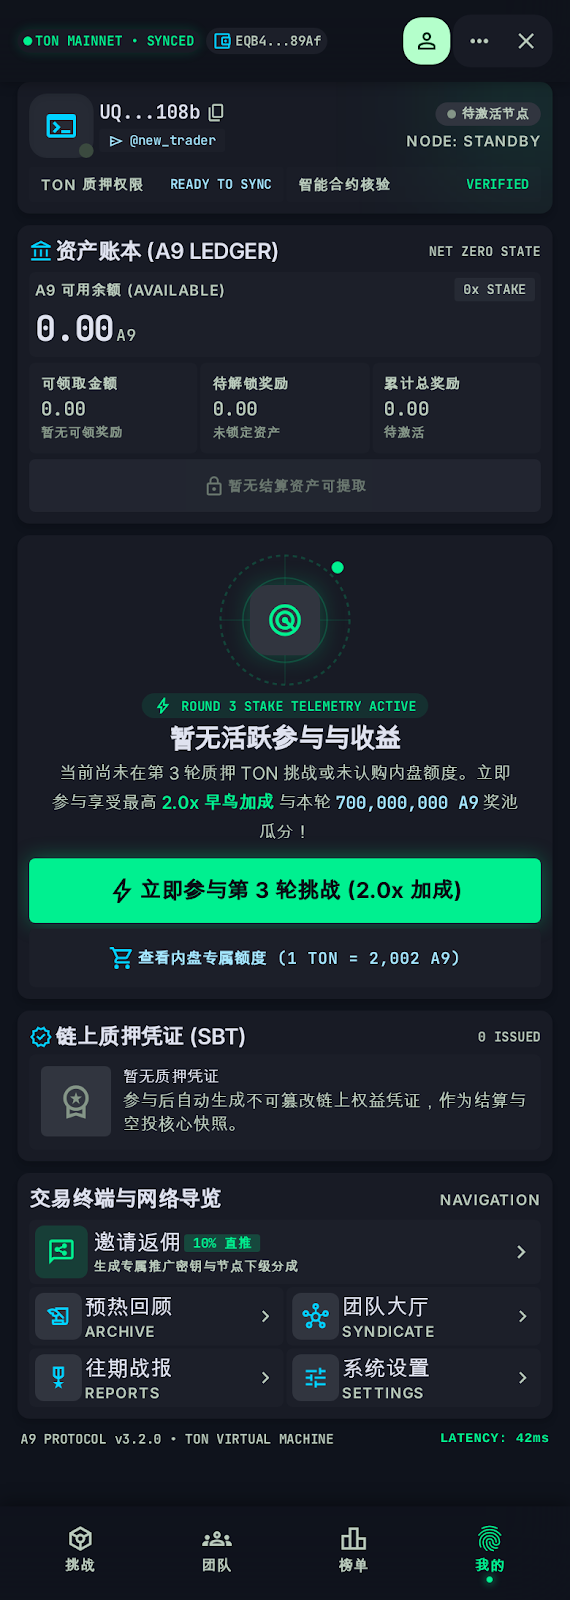 TON MAINNET • SYNCED
EQB4...89Af
UQ...108b
待激活节点
@new_trader
NODE: STANDBY
TON 质押权限
READY TO SYNC
智能合约核验
VERIFIED
资产账本 (A9 LEDGER)
NET ZERO STATE
A9 可用余额 (AVAILABLE)
0x STAKE
0.00 A9
可领取金额
待解锁奖励
累计总奖励
0.00
0.00
0.00
暂无可领奖励
未锁定资产
待激活
暂无结算资产可提取
ROUND 3 STAKE TELEMETRY ACTIVE
暂无活跃参与与收益
当前尚未在第 3 轮质押 TON 挑战或未认购内盘额度。立即
参与享受最高 2.0x 早鸟加成 与本轮 700,000,000 A9 奖池
瓜分！
立即参与第 3 轮挑战 (2.0x 加成)
查看内盘专属额度 (1 TON = 2,002 A9)
链上质押凭证 (SBT)
0 ISSUED
暂无质押凭证
参与后自动生成不可篡改链上权益凭证，作为结算与
空投核心快照。
交易终端与网络导览
NAVIGATION
邀请返佣 10% 直推
生成专属推广密钥与节点下级分成
预热回顾
ARCHIVE
团队大厅
SYNDICATE
往期战报
REPORTS
系统设置
SETTINGS
A9 PROTOCOL v3.2.0 • TON VIRTUAL MACHINE
LATENCY: 42ms
挑战
团队
榜单
我的